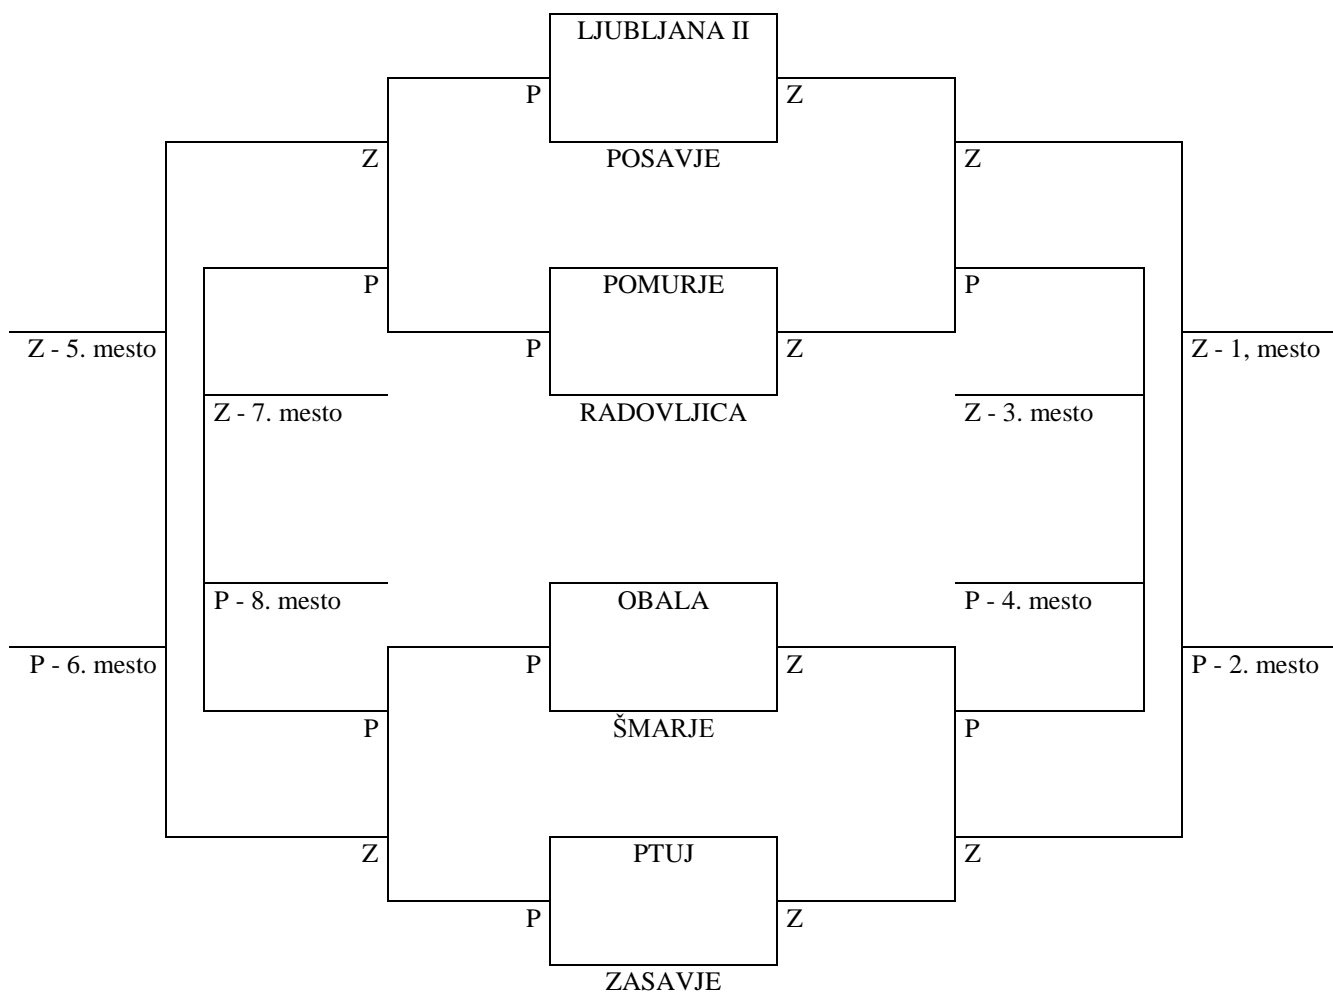 LJUBLJANA II
P
Z
Z
POSAVJE
Z
P
POMURJE
P
Z - 5. mesto
P
Z
Z - 1, mesto
Z - 7. mesto
RADOVLJICA
Z - 3. mesto
P - 8. mesto
OBALA
P - 4. mesto
P - 6. mesto
P
Z
P - 2. mesto
P
ŠMARJE
P
Z
PTUJ
Z
P
Z
ZASAVJE